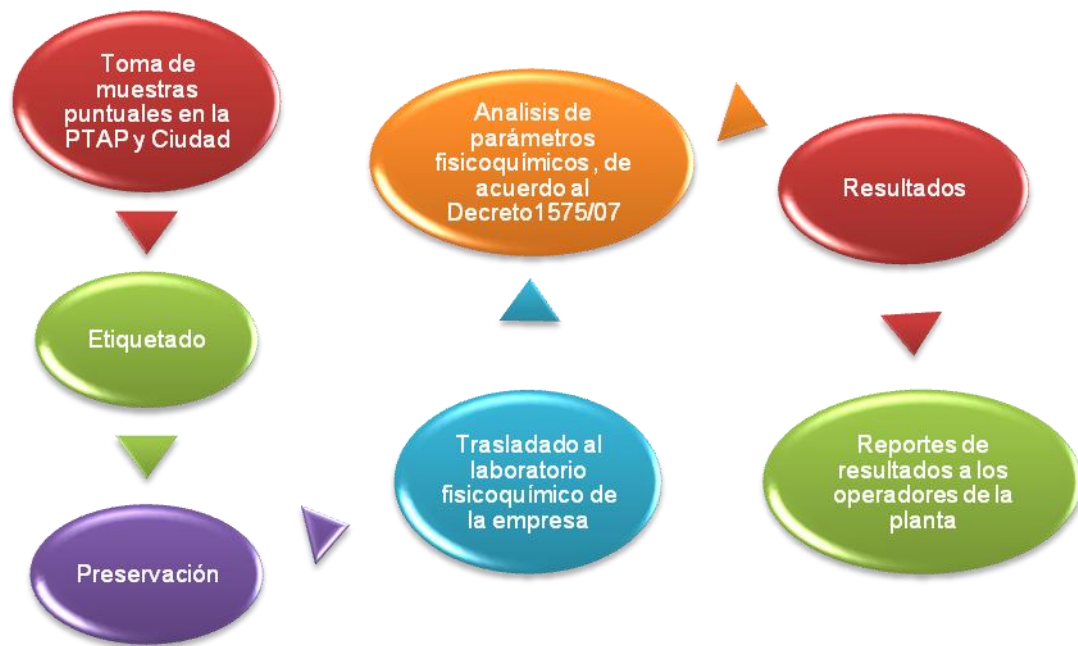 Toma de
muestras
puntuales en la
PTAP y Ciudad
Etiquetado
Preservación
Trasladado al
laboratorio
fisicoquímico de
la empresa
Analisis de
parámetros
fisicoquímicos, de
acuerdo al
Decreto1575/07
Resultados
Reportes de
resultados a los
operadores de la
planta